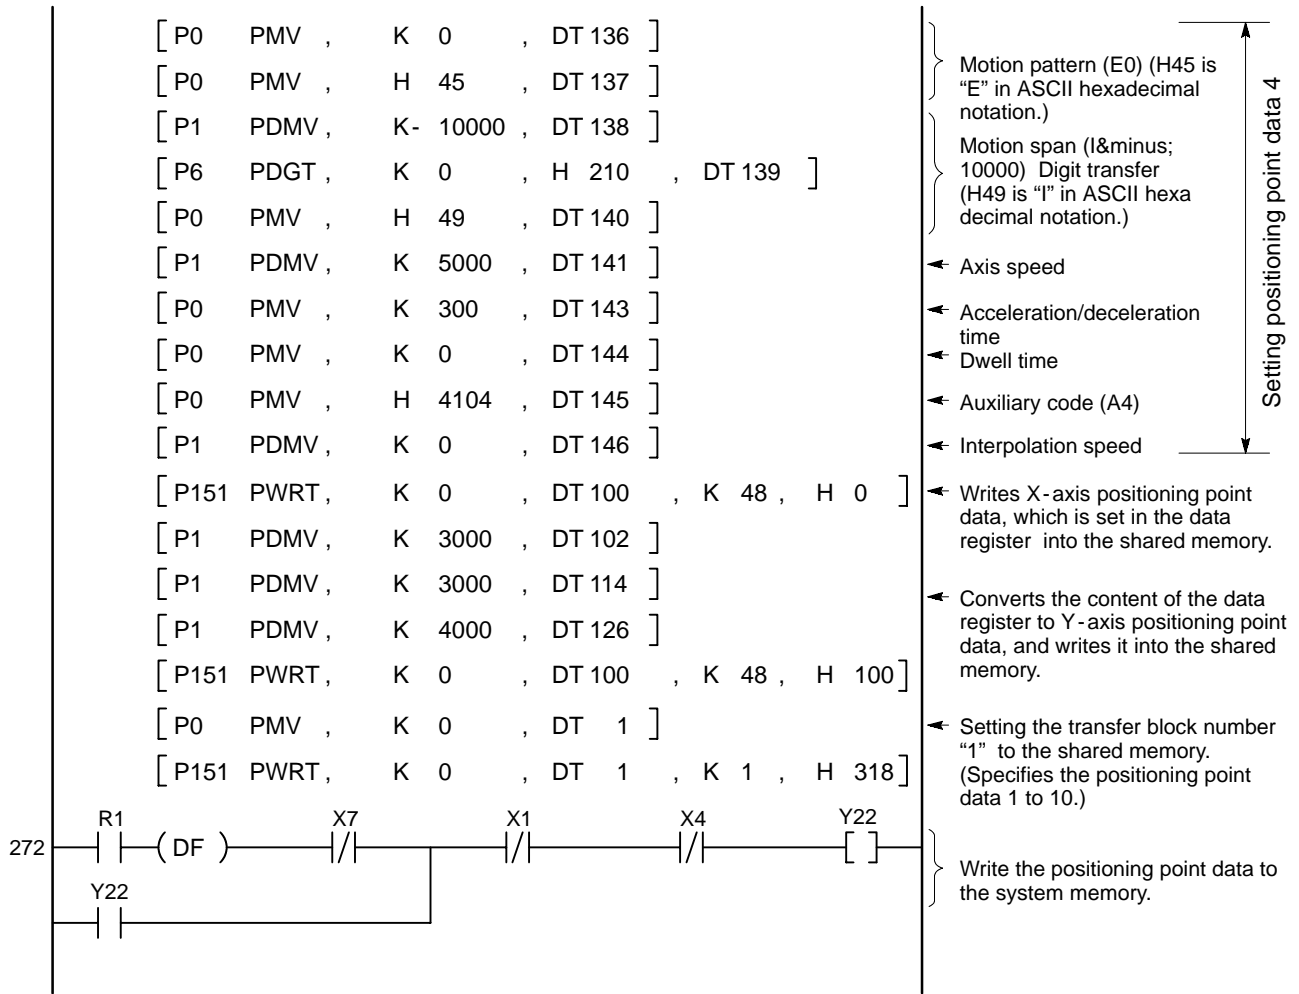 [ P0 PMV , K 0 , DT 136 ]
[ P0 PMV , H 45 , DT 137 ]
Motion pattern (E0) (H45 is
“E” in ASCII hexadecimal
notation.)
[ P1 PDMV , K- 10000 , DT 138 ]
[ P6 PDGT , K 0 , H 210 , DT 139 ]
[ P0 PMV , H 49 , DT 140 ]
Motion span (I&minus;
10000) Digit transfer
(H49 is “I” in ASCII hexa
decimal notation.)
[ P1 PDMV , K 5000 , DT 141 ]
Axis speed
[ P0 PMV , K 300 , DT 143 ]
Acceleration/deceleration
time
[ P0 PMV , K 0 , DT 144 ]
Dwell time
[ P0 PMV , H 4104 , DT 145 ]
Auxiliary code (A4)
[ P1 PDMV , K 0 , DT 146 ]
Interpolation speed
Setting positioning point data 4
[ P151 PWRT , K 0 , DT 100 , K 48 , H 0 ]
Writes X-axis positioning point
data, which is set in the data
register into the shared memory.
[ P1 PDMV , K 3000 , DT 102 ]
[ P1 PDMV , K 3000 , DT 114 ]
[ P1 PDMV , K 4000 , DT 126 ]
[ P151 PWRT , K 0 , DT 100 , K 48 , H 100 ]
Converts the content of the data
register to Y-axis positioning point
data, and writes it into the shared
memory.
[ P0 PMV , K 0 , DT 1 ]
[ P151 PWRT , K 0 , DT 1 , K 1 , H 318 ]
Setting the transfer block number
“1” to the shared memory.
(Specifies the positioning point
data 1 to 10.)
R1 X7 X1 X4 Y22
272 ( DF )
Y22
Write the positioning point data to
the system memory.